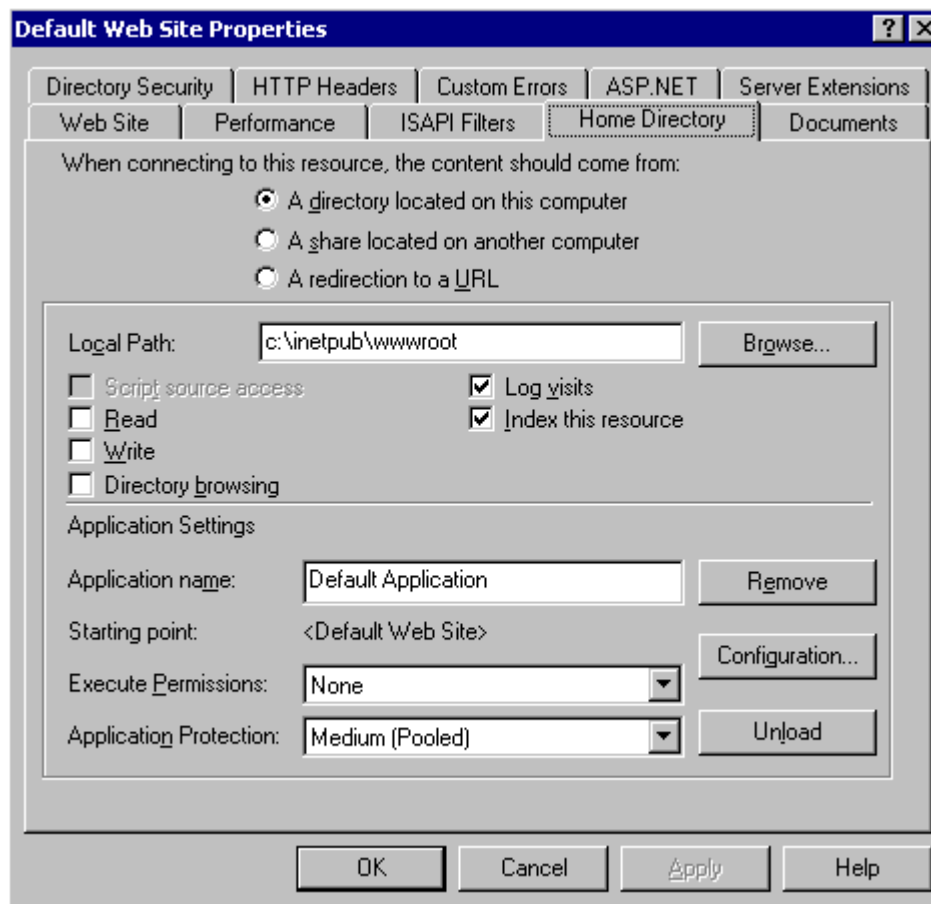 Default Web Site Properties
Directory Security HTTP Headers Custom Errors ASP.NET Server Extensions
Web Site Performance ISAPI Filters Home Directory Documents
When connecting to this resource, the content should come from:
A directory located on this computer
A share located on another computer
A redirection to a URL
Local Path: c:\inetpub\wwwroot Browse...
Script source access Log visits
Read Index this resource
Write
Directory browsing
Application Settings
Application name: Default Application Remove
Starting point: <Default Web Site>
Configuration...
Execute Permissions: None
Application Protection: Medium (Pooled) Unload
OK Cancel Apply Help